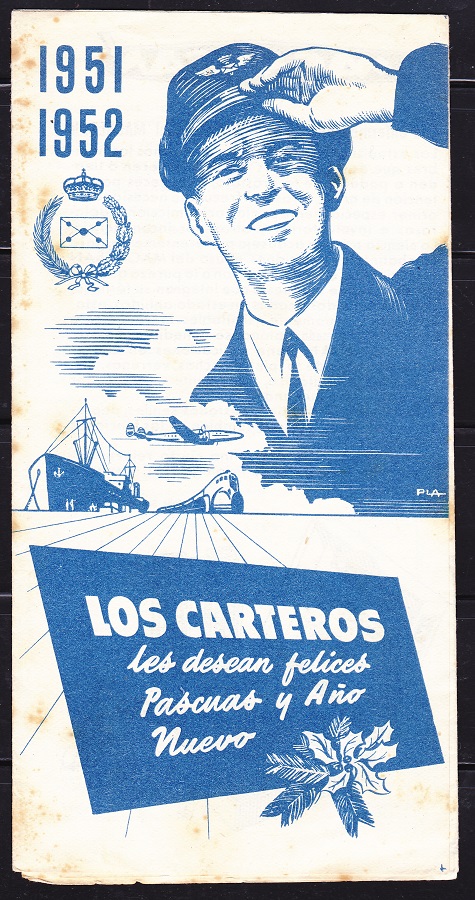 1951
1952
PLA
LOS CARTEROS
les desean felices
Pascuas y Año
Nuevo